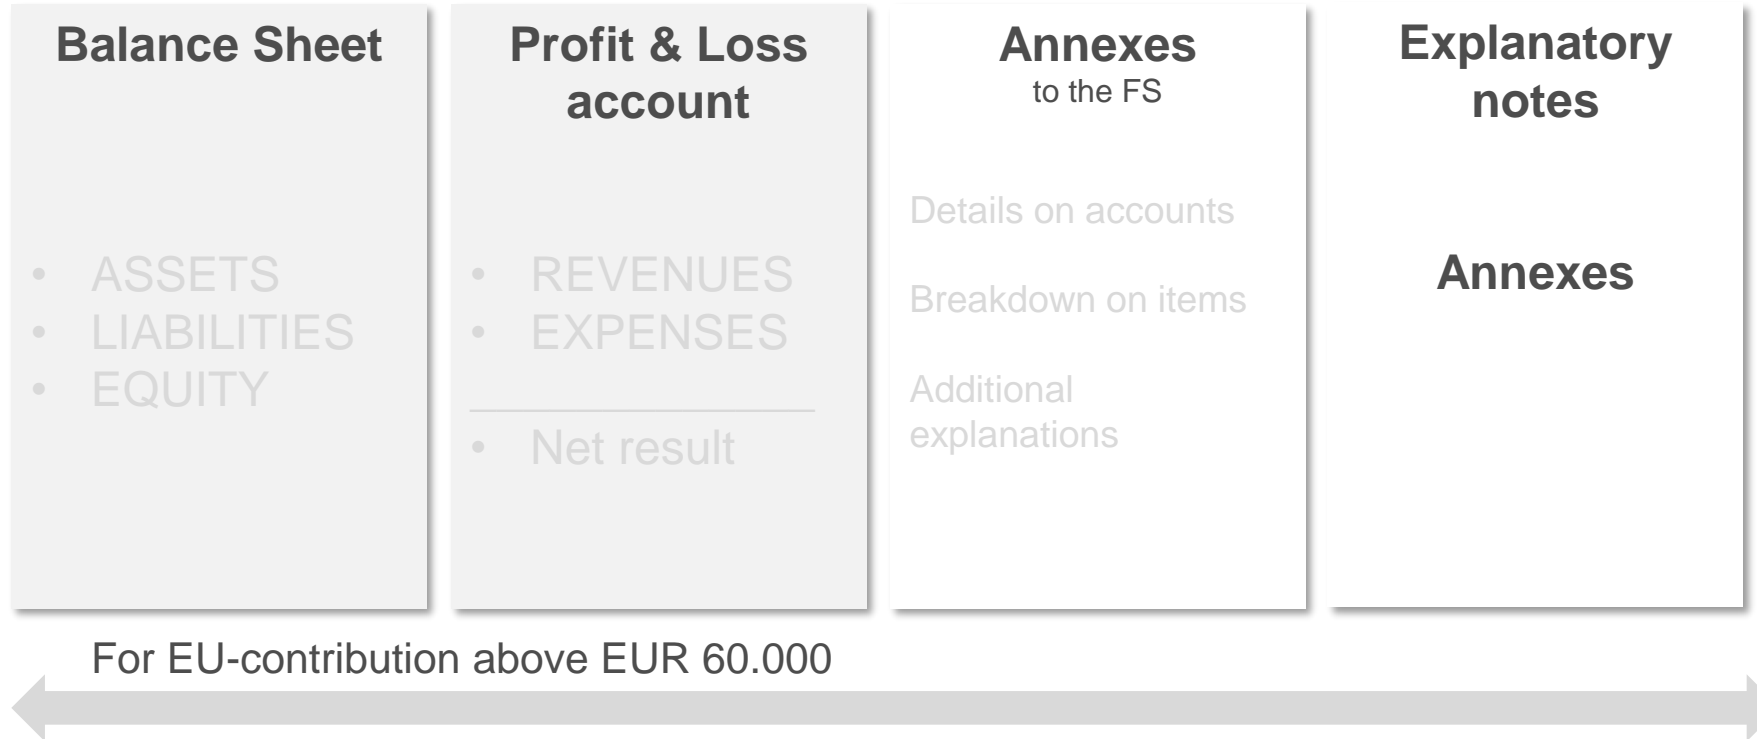 Balance Sheet
• ASSETS
• LIABILITIES
• EQUITY
Profit & Loss
account
• REVENUES
• EXPENSES
• Net result
Annexes
to the FS
Details on accounts
Breakdown on items
Additional
explanations
Explanatory
notes
Annexes
For EU-contribution above EUR 60.000